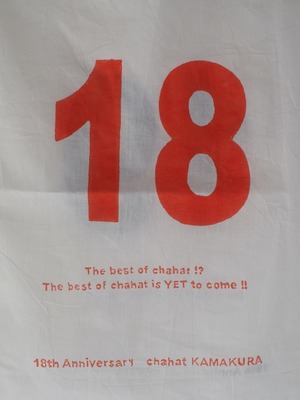 18
The best of chahat !?
The best of chahat is YET to come !!
18th Anniversary chahat KAMAKURA